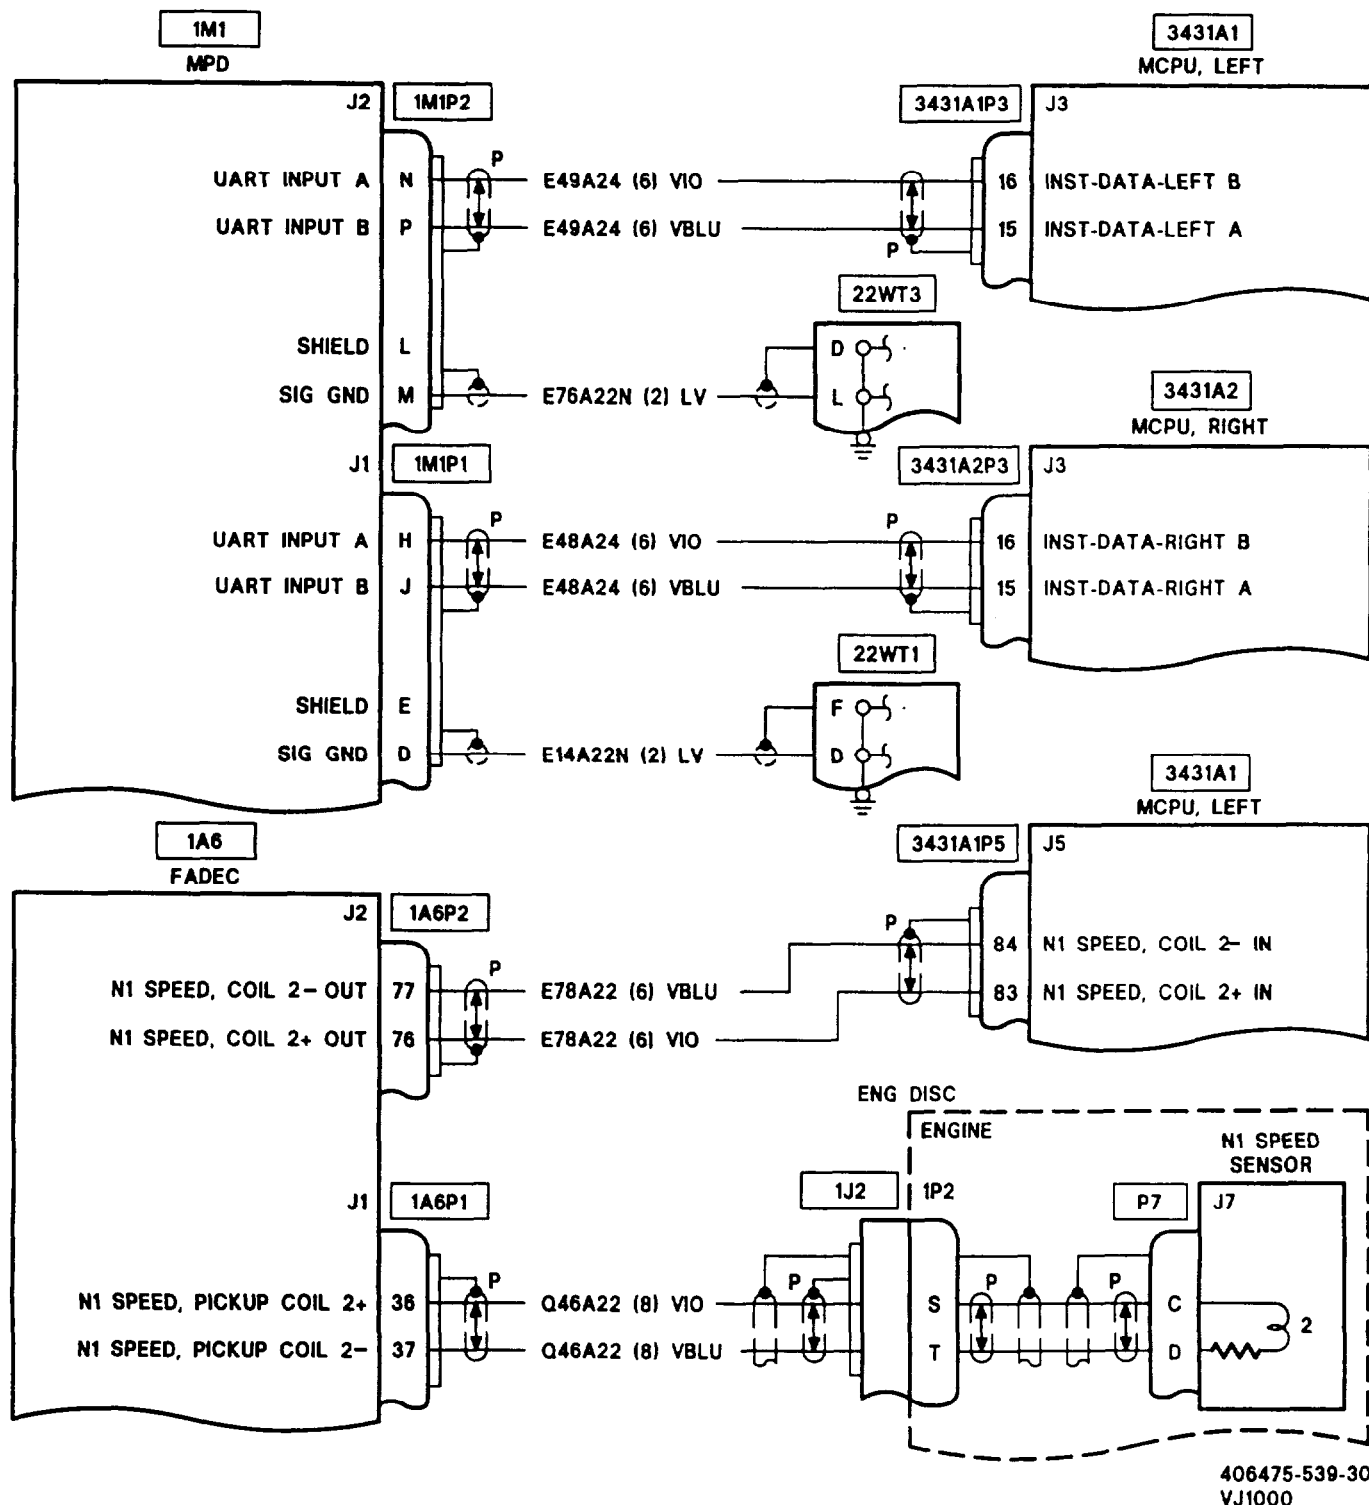 1M1
MPD
3431A1
MCPU, LEFT
J2
1M1P2
3431A1P3
J3
P
UART INPUT A
N
E49A24 (6) VIO
16
INST-DATA-LEFT B
UART INPUT B
P
E49A24 (6) VBLU
15
INST-DATA-LEFT A
P
22WT3
SHIELD
L
D
SIG GND
M
E76A22N (2) LV
L
3431A2
MCPU, RIGHT
J1
1M1P1
3431A2P3
J3
P
P
UART INPUT A
H
E48A24 (6) VIO
16
INST-DATA-RIGHT B
UART INPUT B
J
E48A24 (6) VBLU
15
INST-DATA-RIGHT A
22WT1
SHIELD
E
F
SIG GND
D
E14A22N (2) LV
D
3431A1
MCPU, LEFT
1A6
FADEC
3431A1P5
J5
J2
1A6P2
P
84
N1 SPEED, COIL 2- IN
P
N1 SPEED, COIL 2- OUT
77
E78A22 (6) VBLU
83
N1 SPEED, COIL 2+ IN
N1 SPEED, COIL 2+ OUT
76
E78A22 (6) VIO
ENG DISC
ENGINE
N1 SPEED
SENSOR
J1
1A6P1
1J2
1P2
P7
J7
P
P
P
P
N1 SPEED, PICKUP COIL 2+
36
Q46A22 (8) VIO
S
C
2
N1 SPEED, PICKUP COIL 2-
37
Q46A22 (8) VBLU
T
D
406475-539-30
VJ1000